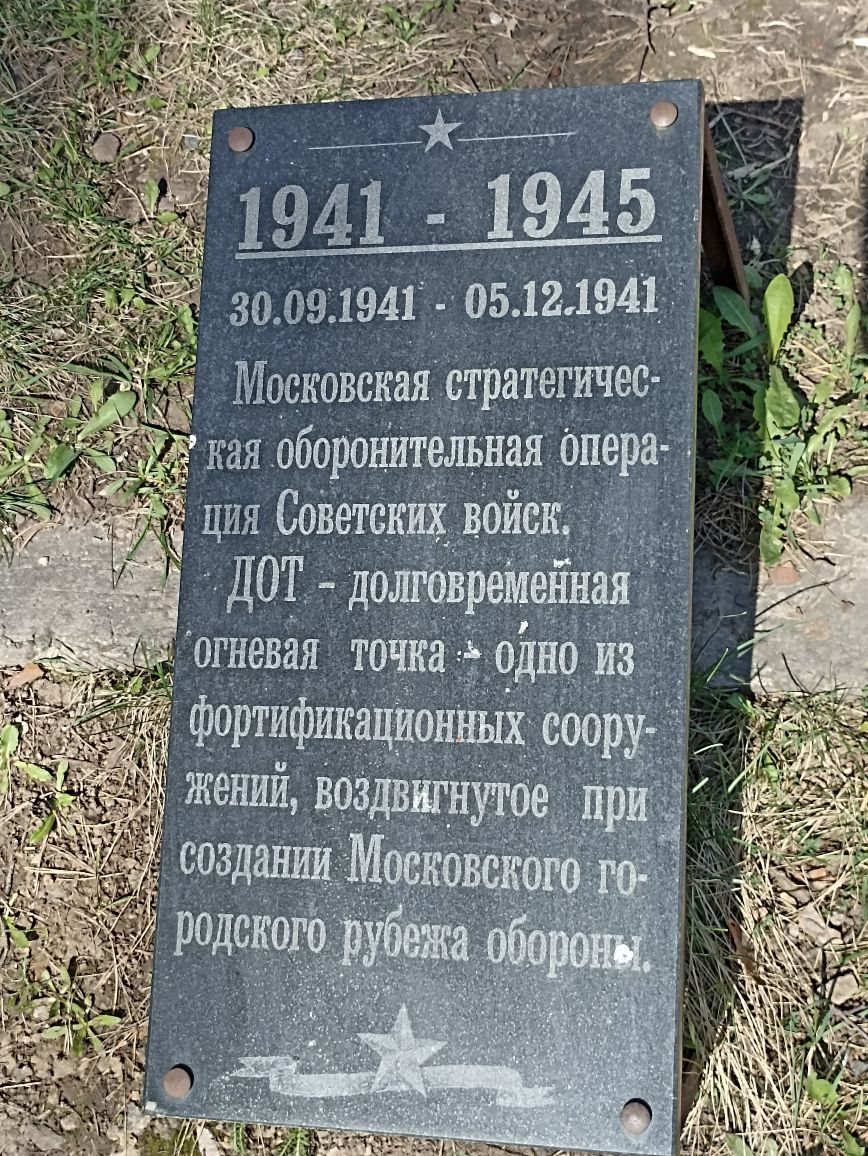 1941 - 1945
30.09.1941 - 05.12.1941
Московская стратегичес-
кая оборонительная опера-
ция Советских войск.
ДОТ - долговременная
огневая точка - одно из
фортификационных соору-
жений, воздвигнутое при
создании Московского го-
родского рубежа обороны.